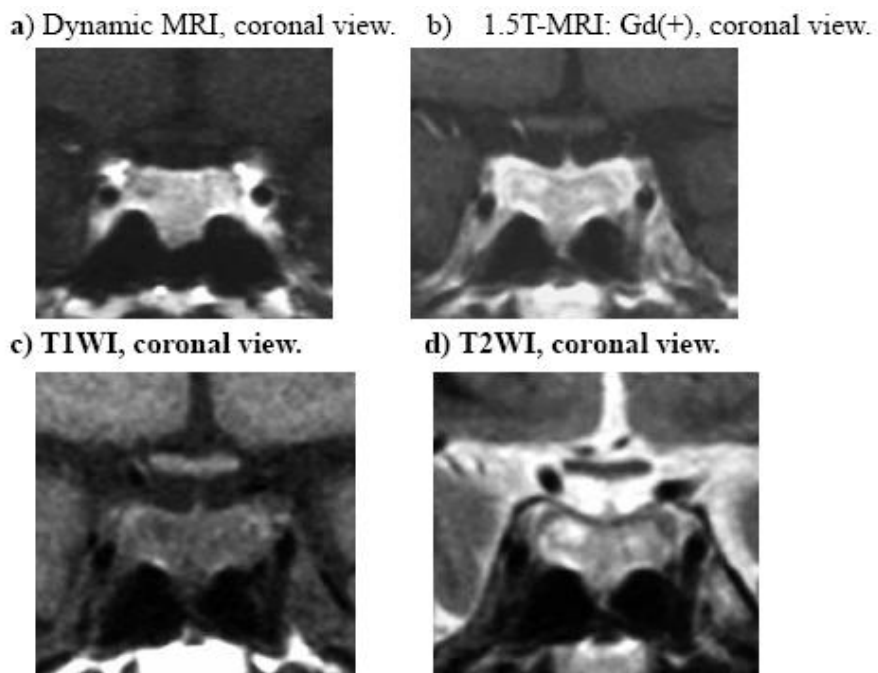 a) Dynamic MRI, coronal view. b) 1.5T-MRI: Gd(+), coronal view.
c) T1WI, coronal view. d) T2WI, coronal view.